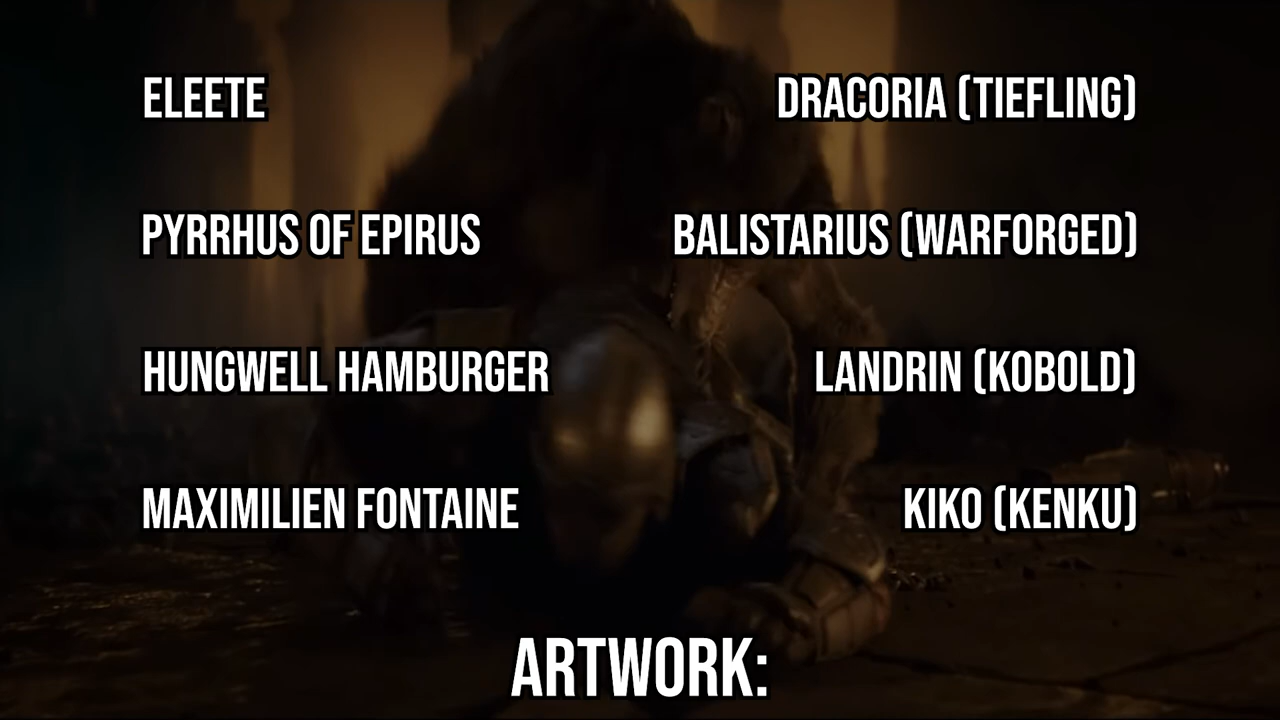 ELEETE DRACORIA (TIEFLING)
PYRRHUS OF EPIRUS BALISTARIUS (WARFORGED)
HUNGWELL HAMBURGER LANDRIN (KOBOLD)
MAXIMILIEN FONTAINE KIKO (KENKU)
ARTWORK: